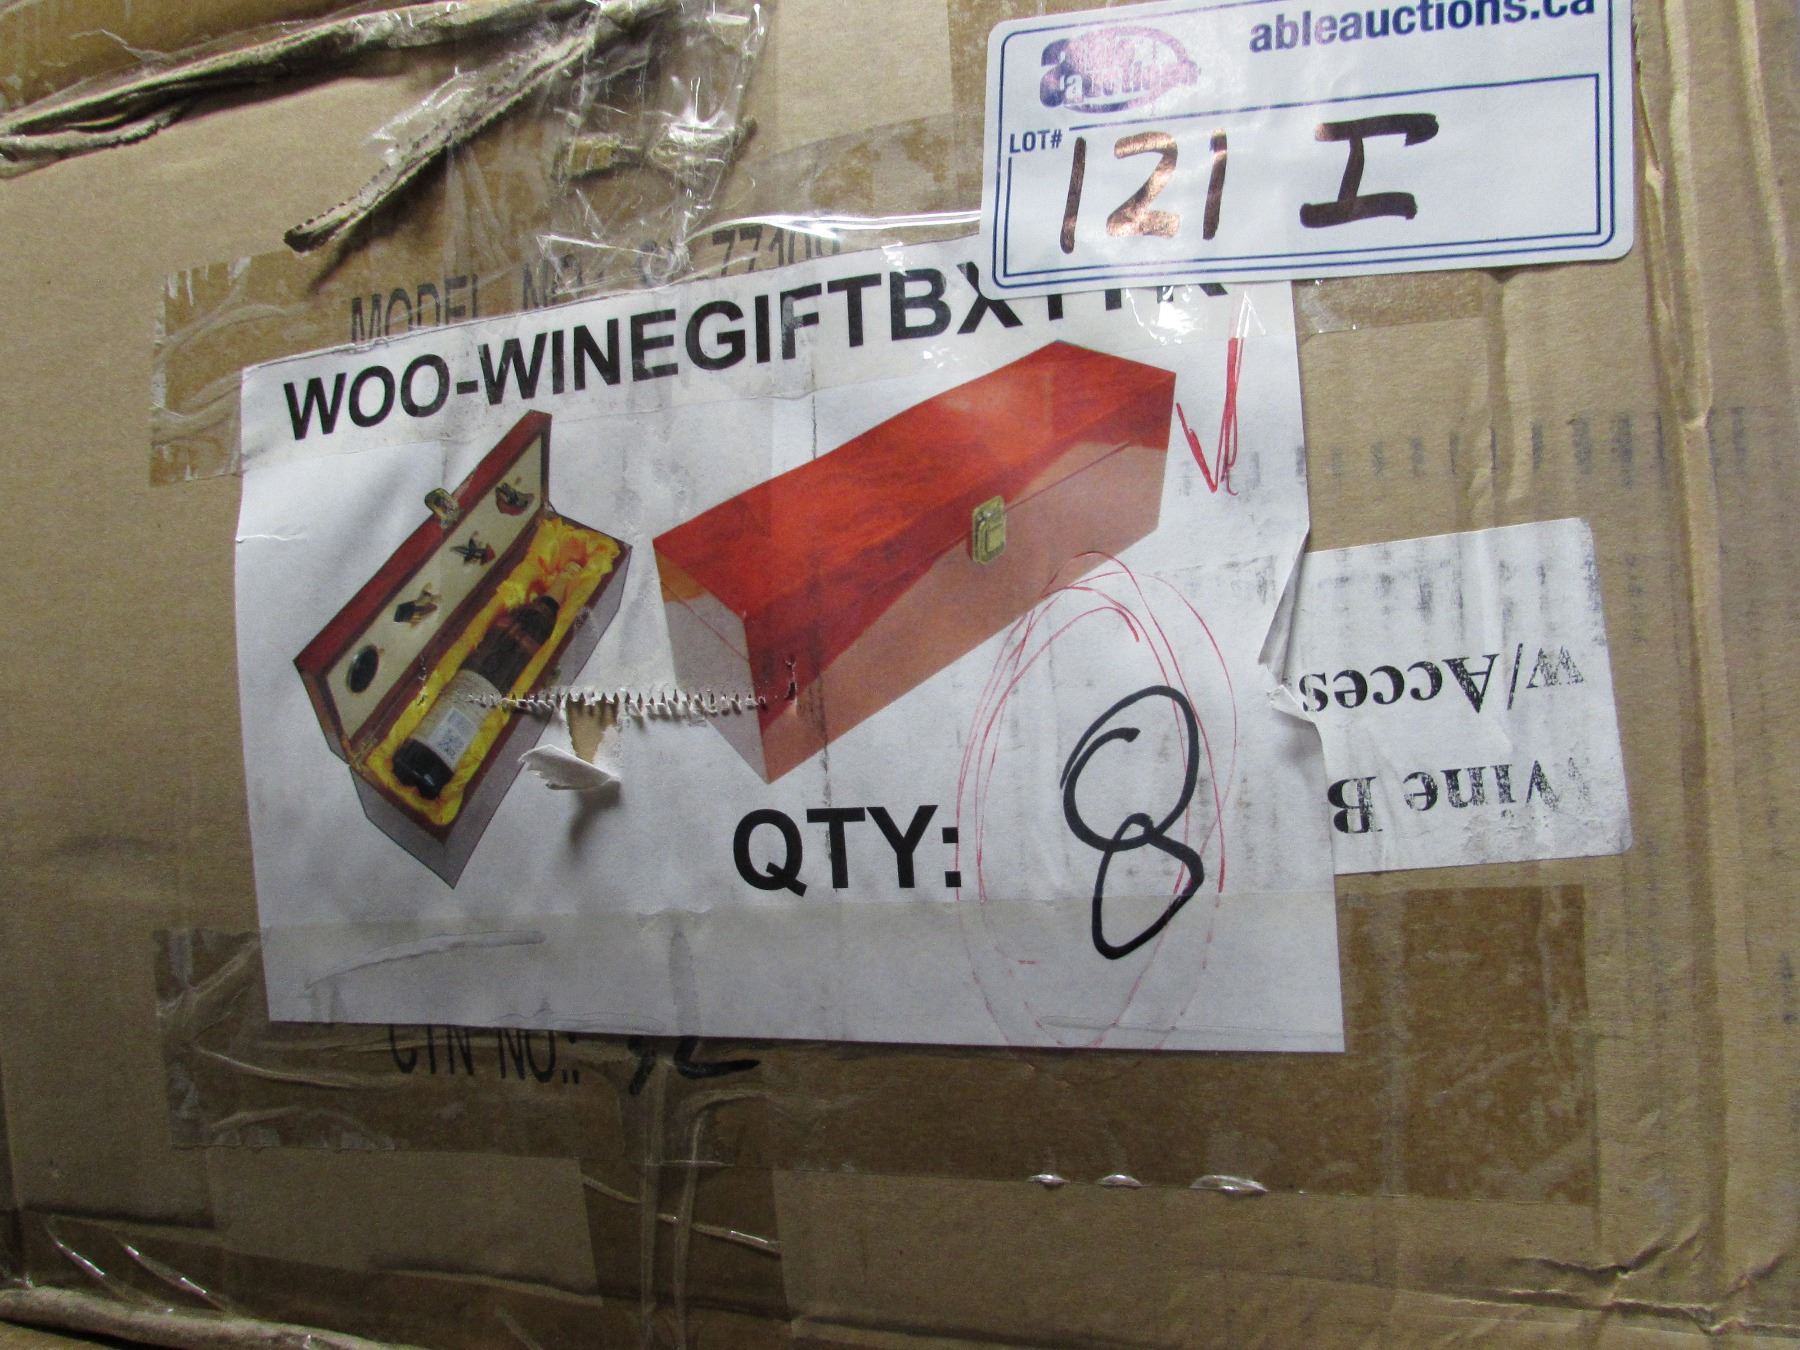 ableauctions.ca
LOT# 121 I
MODEL NO.:
WOO-WINEGIFTBX
QTY: 8
w/Acces
Wine B
CTN NO.: